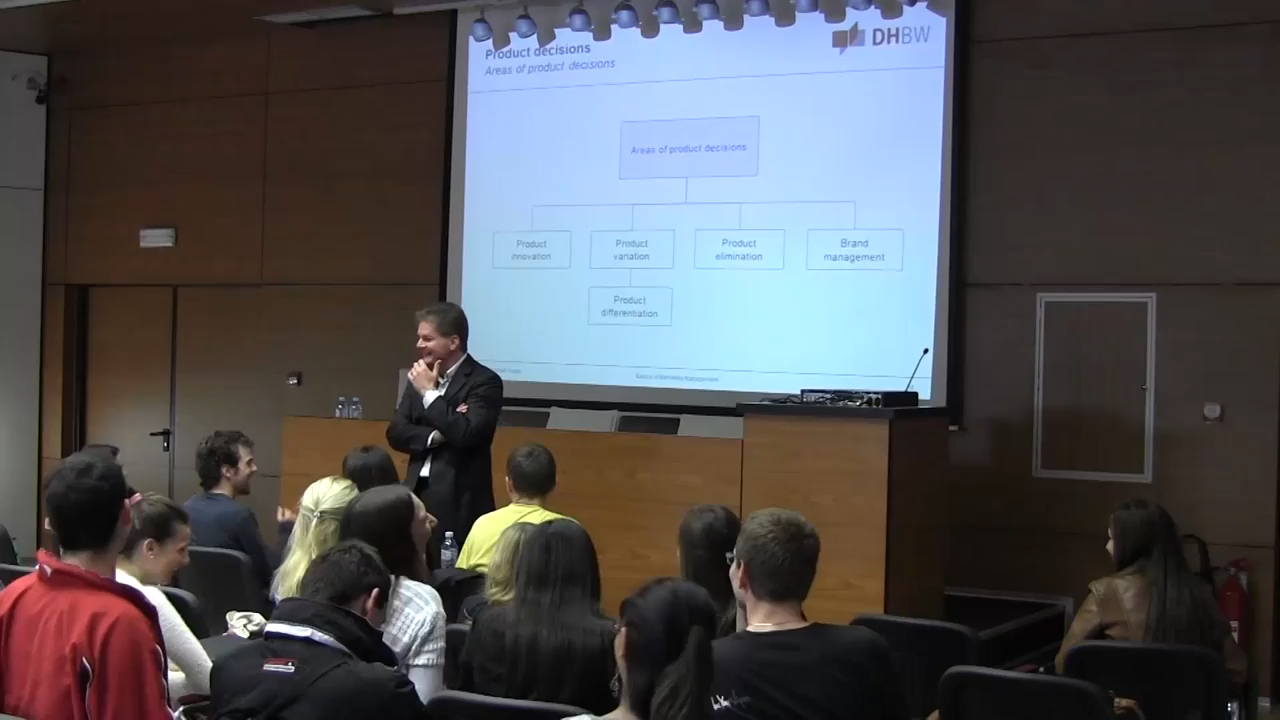 Product decisions
Areas of product decisions
DHBW
Areas of product decisions
Product
innovation
Product
variation
Product
elimination
Brand
management
Product
differentiation